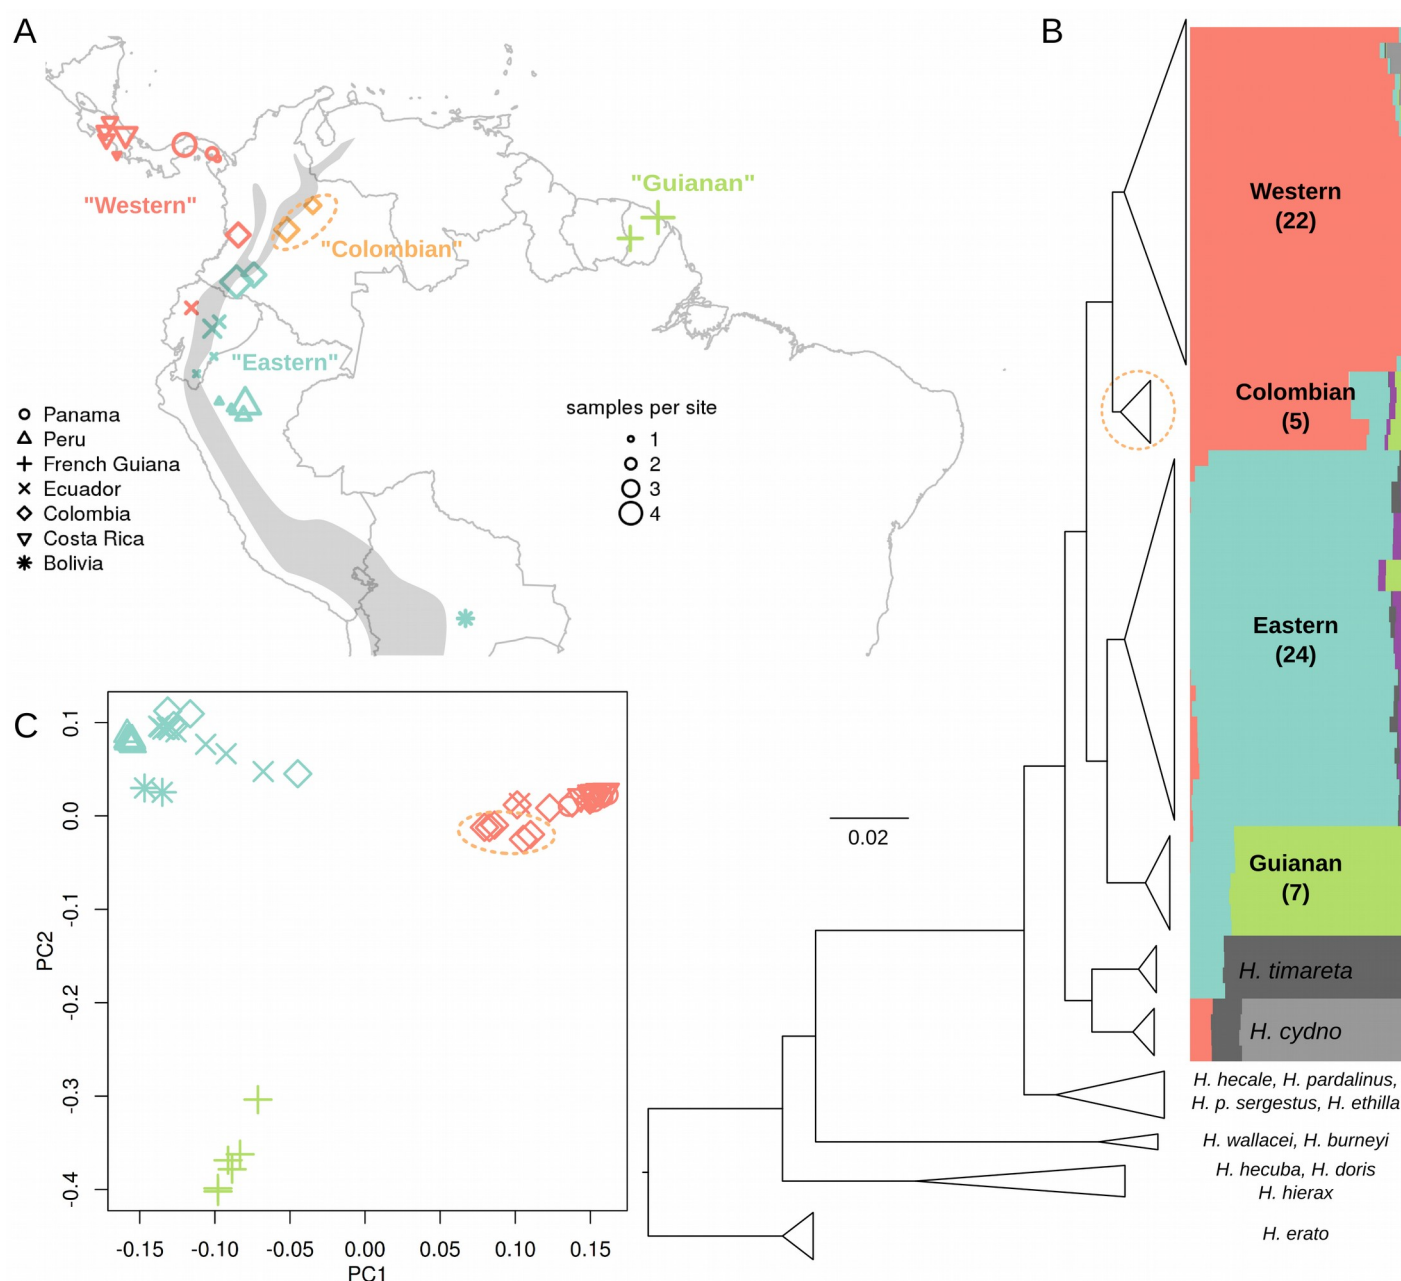 A
"Western"
"Colombian"
"Guianan"
"Eastern"
Panama
Peru
French Guiana
Ecuador
Colombia
Costa Rica
Bolivia
samples per site
1
2
3
4
B
Western
(22)
Colombian
(5)
Eastern
(24)
Guianan
(7)
H. timareta
H. cydno
H. hecale, H. pardalinus,
H. p. sergestus, H. ethilla
H. wallacei, H. burneyi
H. hecuba, H. doris
H. hierax
H. erato
0.02
C
PC2
0.1
0.0
-0.1
-0.2
-0.3
-0.4
-0.15
-0.10
-0.05
0.00
0.05
0.10
0.15
PC1